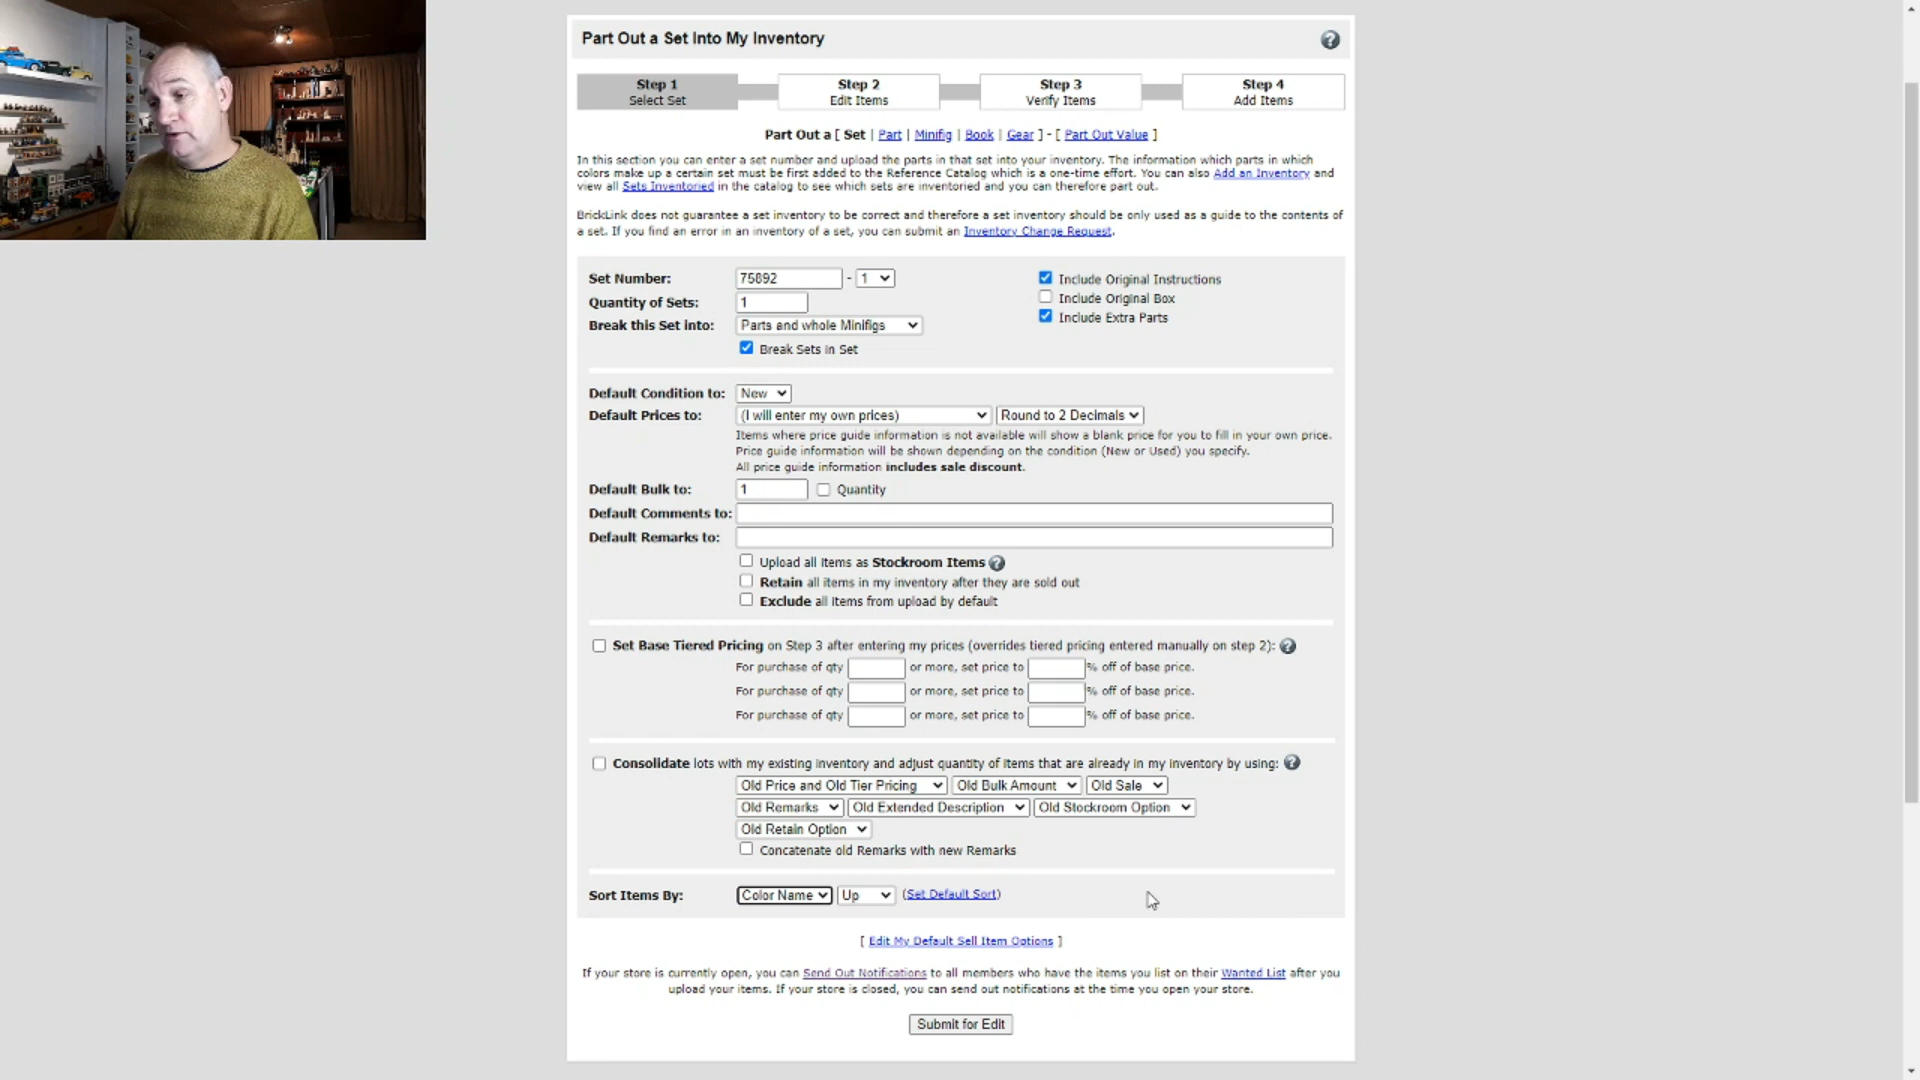 Part Out a Set Into My Inventory
Step 1
Select Set
Step 2
Edit Items
Step 3
Verify Items
Step 4
Add Items
Part Out a [ Set | Part | Minifig | Book | Gear ] - [ Part Out Value ]
In this section you can enter a set number and upload the parts in that set into your inventory. The information which parts in which
colors make up a certain set must be first added to the Reference Catalog which is a one-time effort. You can also Add an Inventory and
view all Sets Inventoried in the catalog to see which sets are inventoried and you can therefore part out.
BrickLink does not guarantee a set inventory to be correct and therefore a set inventory should be only used as a guide to the contents of
a set. If you find an error in an inventory of a set, you can submit an Inventory Change Request.
Set Number: 75892 - 1
Include Original Instructions
Quantity of Sets: 1
Include Original Box
Break this Set into: Parts and whole Minifigs
Include Extra Parts
Break Sets in Set
Default Condition to: New
Default Prices to: (I will enter my own prices) Round to 2 Decimals
Items where price guide information is not available will show a blank price for you to fill in your own price.
Price guide information will be shown depending on the condition (New or Used) you specify.
All price guide information includes sale discount.
Default Bulk to: 1 Quantity
Default Comments to:
Default Remarks to:
Upload all items as Stockroom Items
Retain all items in my inventory after they are sold out
Exclude all items from upload by default
Set Base Tiered Pricing on Step 3 after entering my prices (overrides tiered pricing entered manually on step 2):
For purchase of qty or more, set price to % off of base price.
For purchase of qty or more, set price to % off of base price.
For purchase of qty or more, set price to % off of base price.
Consolidate lots with my existing inventory and adjust quantity of items that are already in my inventory by using:
Old Price and Old Tier Pricing Old Bulk Amount Old Sale
Old Remarks Old Extended Description Old Stockroom Option
Old Retain Option
Concatenate old Remarks with new Remarks
Sort Items By: Color Name Up (Set Default Sort)
[ Edit My Default Sell Item Options ]
If your store is currently open, you can Send Out Notifications to all members who have the items you list on their Wanted List after you
upload your items. If your store is closed, you can send out notifications at the time you open your store.
Submit for Edit